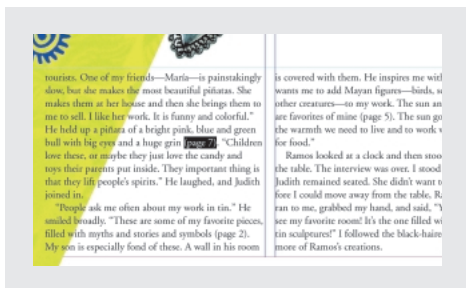 tourists. One of my friends—María—is painstakingly
slow, but she makes the most beautiful piñatas. She
makes them at her house and then she brings them to
me to sell. I like her work. It is funny and colorful."
He held up a piñata of a bright pink, blue and green
bull with big eyes and a huge grin (page 7). "Children
love these, or maybe they just love the candy and
toys their parents put inside. They important thing is
that they lift people's spirits." He laughed, and Judith
joined in.
"People ask me often about my work in tin." He
smiled broadly. "These are some of my favorite pieces,
filled with myths and stories and symbols (page 2).
My son is especially fond of these. A wall in his room
is covered with them. He inspires me with
wants me to add Mayan figures—birds, s
other creatures—to my work. The sun an
are favorites of mine (page 5). The sun g
the warmth we need to live and to work w
for food."
Ramos looked at a clock and then stoo
the table. The interview was over. I stood
Judith remained seated. She didn't want t
fore I could move away from the table, Ra
ran to me, grabbed my hand, and said, "Y
see my favorite room! It's the one filled wi
tin sculptures!" I followed the black-haire
more of Ramos's creations.